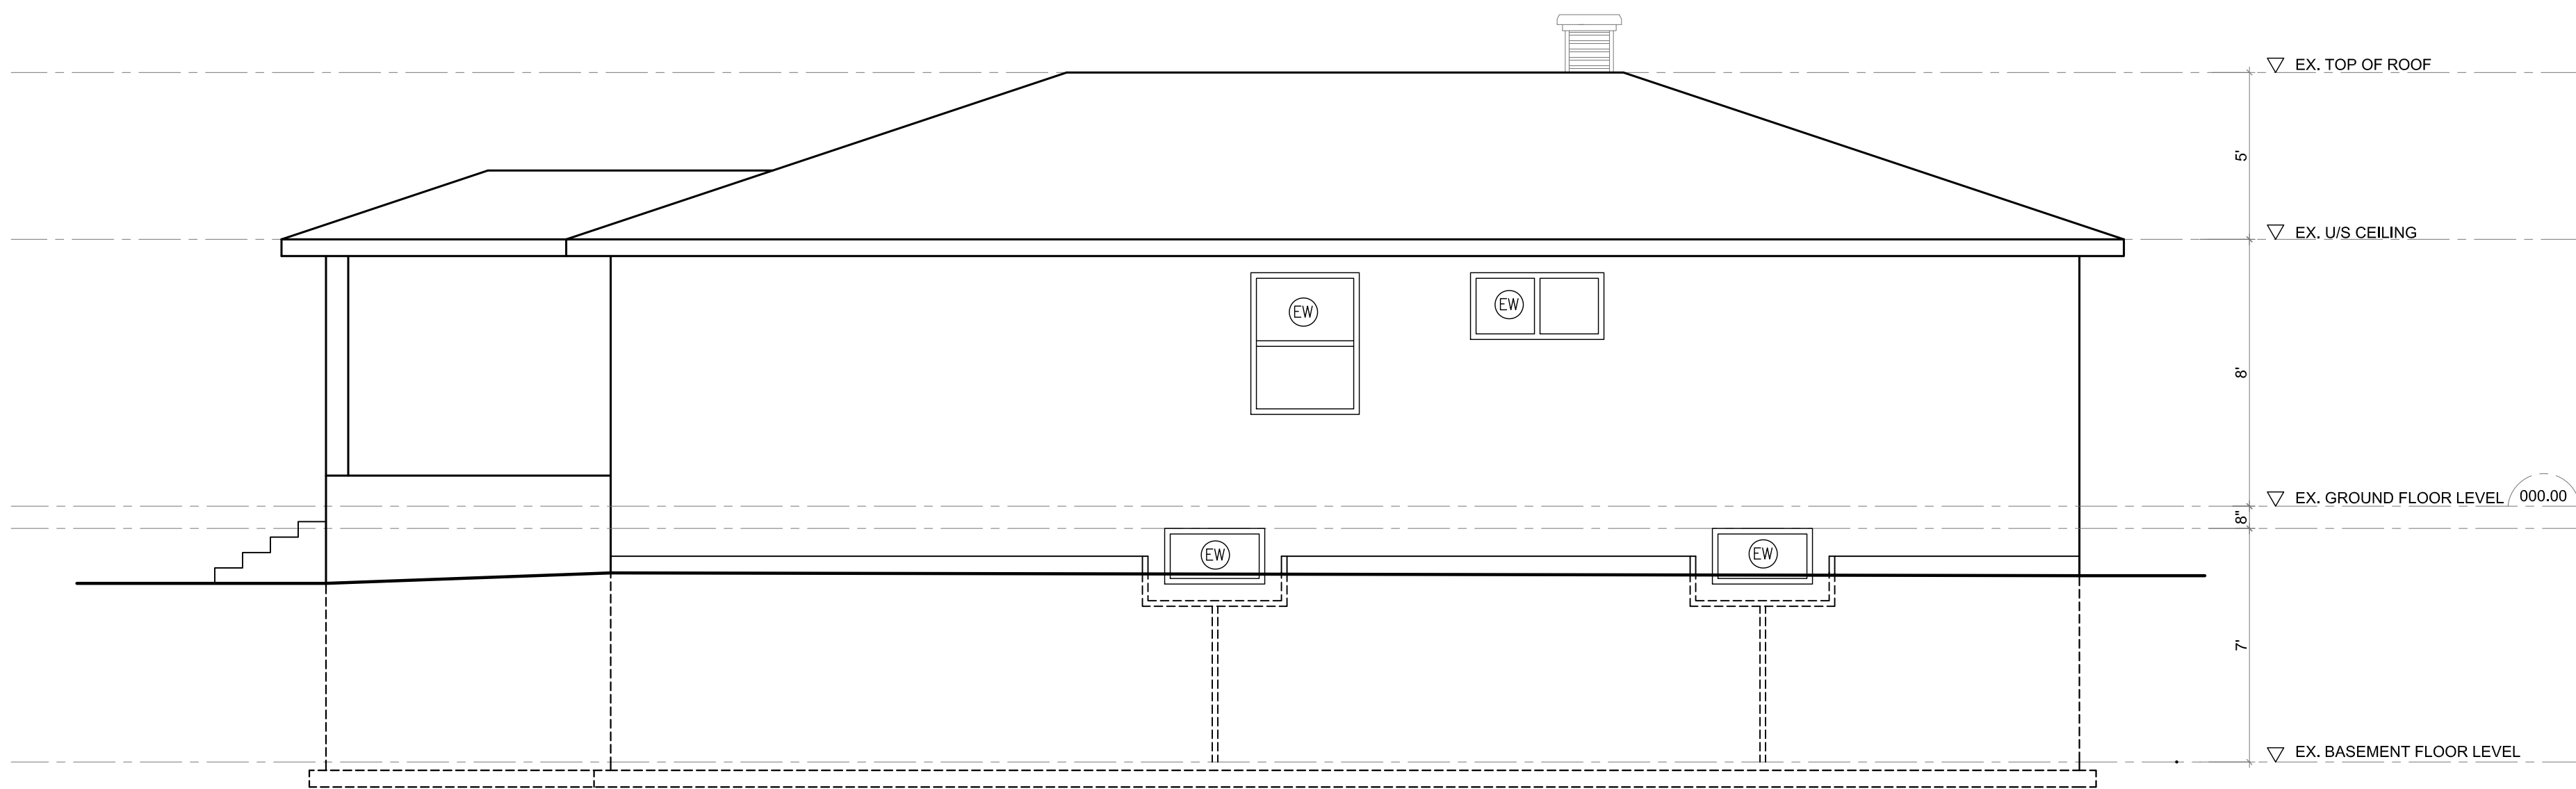 EX. TOP OF ROOF
5'
EX. U/S CEILING
EW
EW
8'
EX. GROUND FLOOR LEVEL 000.00
8"
EW
EW
7'
EX. BASEMENT FLOOR LEVEL